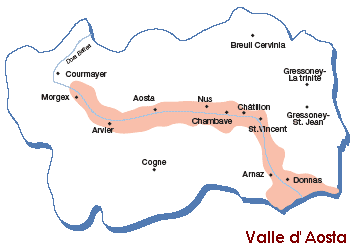 Breuil Cervinia
Dora Baltea
Courmayer
Gressoney-
La trinité
Morgex
Aosta
Nus
Châtillon
Gressoney-
St. Jean
Arvier
Chambave
St.Vincent
Cogne
Arnaz
Donnas
Valle d'Aosta